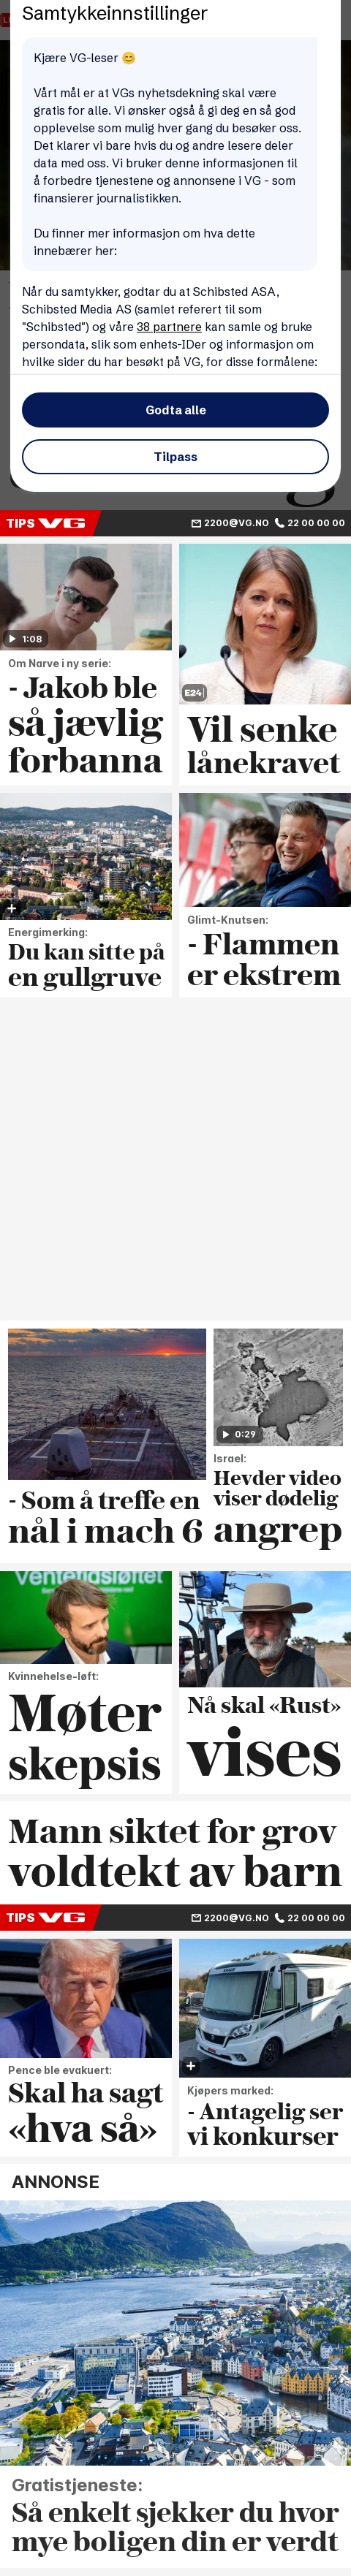 Samtykkeinnstillinger
Kjære VG-leser 😊
Vårt mål er at VGs nyhetsdekning skal være
gratis for alle. Vi ønsker også å gi deg en så god
opplevelse som mulig hver gang du besøker oss.
Det klarer vi bare hvis du og andre lesere deler
data med oss. Vi bruker denne informasjonen til
å forbedre tjenestene og annonsene i VG - som
finansierer journalistikken.
Du finner mer informasjon om hva dette
innebærer her:
Når du samtykker, godtar du at Schibsted ASA,
Schibsted Media AS (samlet referert til som
"Schibsted") og våre 38 partnere kan samle og bruke
persondata, slik som enhets-IDer og informasjon om
hvilke sider du har besøkt på VG, for disse formålene:
Godta alle
Tilpass
TIPS VG 2200@VG.NO 22 00 00 00
1:08
Om Narve i ny serie:
- Jakob ble
så jævlig
forbanna
E24
Vil senke
lånekravet
Energimerking:
Du kan sitte på
en gullgruve
Glimt-Knutsen:
- Flammen
er ekstrem
- Som å treffe en
nål i mach 6
0:29
Israel:
Hevder video
viser dødelig
angrep
Kvinnehelse-løft:
Møter
skepsis
Nå skal «Rust»
vises
Mann siktet for grov
voldtekt av barn
TIPS VG 2200@VG.NO 22 00 00 00
Pence ble evakuert:
Skal ha sagt
«hva så»
Kjøpers marked:
- Antagelig ser
vi konkurser
ANNONSE
Gratistjeneste:
Så enkelt sjekker du hvor
mye boligen din er verdt